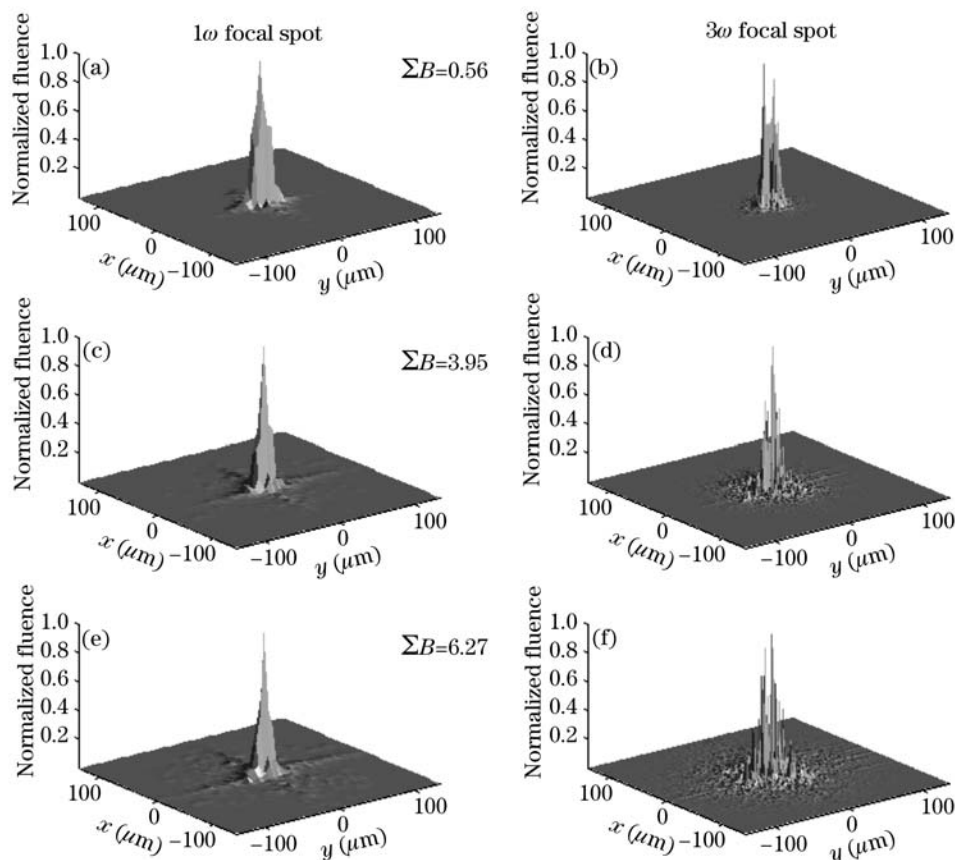 1ω focal spot
3ω focal spot
(a)
ΣB=0.56
Normalized fluence
1.0
0.8
0.6
0.4
0.2
100
0
−100
x (μm)
−100
0
100
y (μm)
(b)
Normalized fluence
1.0
0.8
0.6
0.4
0.2
100
0
−100
x (μm)
−100
0
100
y (μm)
(c)
ΣB=3.95
Normalized fluence
1.0
0.8
0.6
0.4
0.2
100
0
−100
x (μm)
−100
0
100
y (μm)
(d)
Normalized fluence
1.0
0.8
0.6
0.4
0.2
100
0
−100
x (μm)
−100
0
100
y (μm)
(e)
ΣB=6.27
Normalized fluence
1.0
0.8
0.6
0.4
0.2
100
0
−100
x (μm)
−100
0
100
y (μm)
(f)
Normalized fluence
1.0
0.8
0.6
0.4
0.2
100
0
−100
x (μm)
−100
0
100
y (μm)